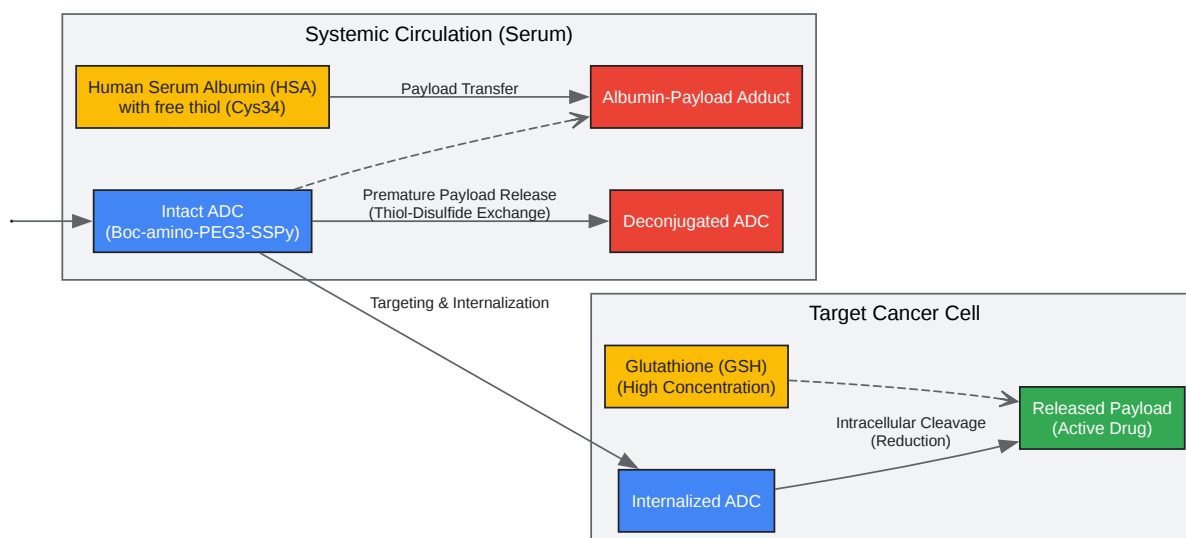 Systemic Circulation (Serum)
Human Serum Albumin (HSA)
with free thiol (Cys34)
Payload Transfer
Albumin-Payload Adduct
Intact ADC
(Boc-amino-PEG3-SSPy)
Premature Payload Release
(Thiol-Disulfide Exchange)
Deconjugated ADC
Targeting & Internalization
Target Cancer Cell
Glutathione (GSH)
(High Concentration)
Intracellular Cleavage
(Reduction)
Released Payload
(Active Drug)
Internalized ADC